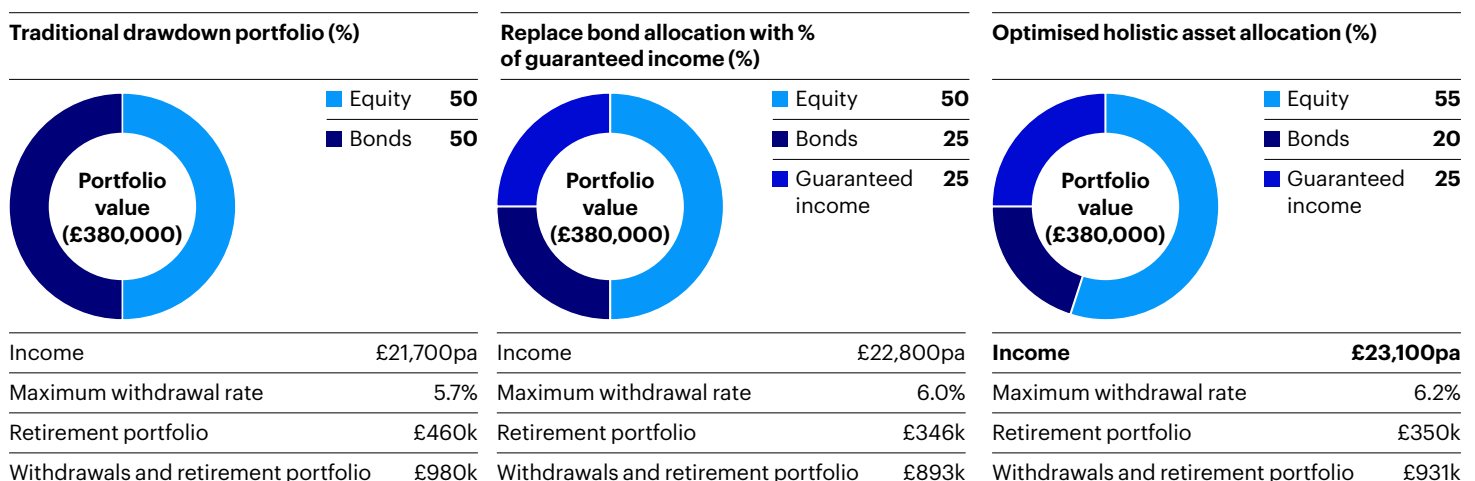 Traditional drawdown portfolio (%)
Equity 50
Bonds 50
Portfolio
value
(£380,000)
Income £21,700pa
Maximum withdrawal rate 5.7%
Retirement portfolio £460k
Withdrawals and retirement portfolio £980k
Replace bond allocation with %
of guaranteed income (%)
Equity 50
Bonds 25
Guaranteed 25
income
Portfolio
value
(£380,000)
Income £22,800pa
Maximum withdrawal rate 6.0%
Retirement portfolio £346k
Withdrawals and retirement portfolio £893k
Optimised holistic asset allocation (%)
Equity 55
Bonds 20
Guaranteed 25
income
Portfolio
value
(£380,000)
Income £23,100pa
Maximum withdrawal rate 6.2%
Retirement portfolio £350k
Withdrawals and retirement portfolio £931k